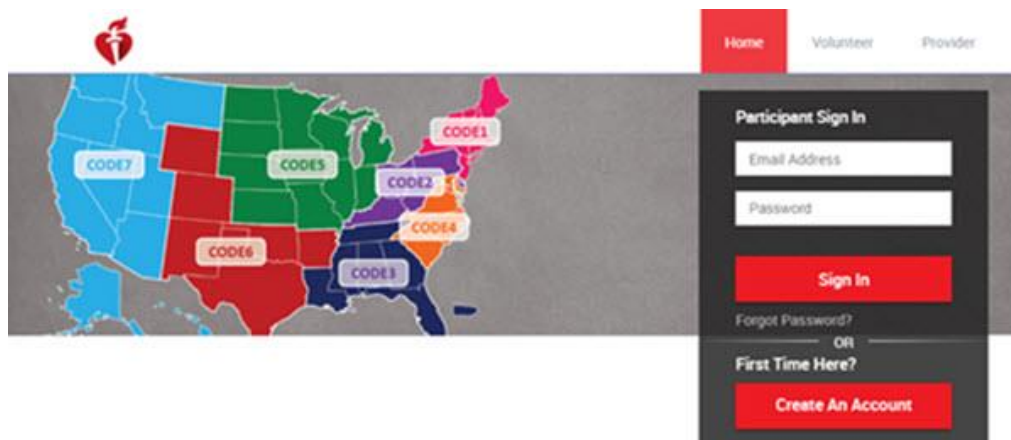 Home Volunteer Provider
CODE1
CODE7 CODE5
CODE2
CODE4
CODE6
CODE3
Participant Sign In
Email Address
Password
Sign In
Forgot Password?
OR
First Time Here?
Create An Account